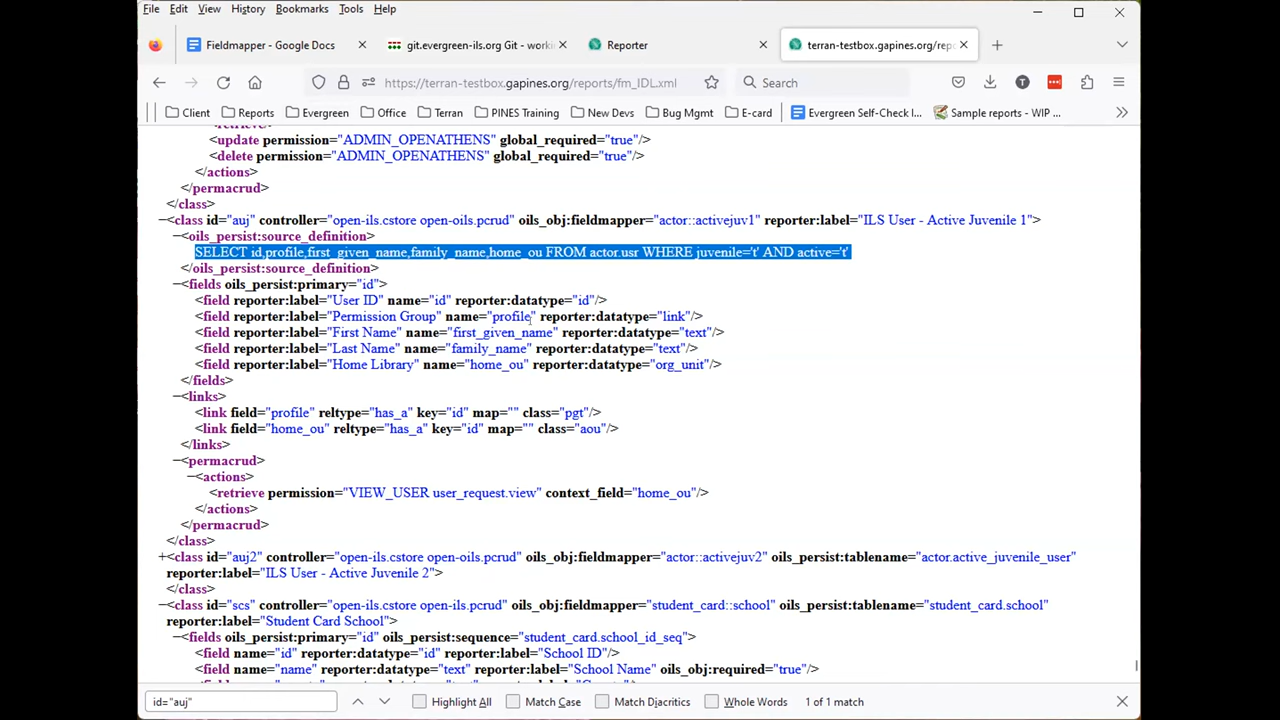 File Edit View History Bookmarks Tools Help
Fieldmapper - Google Docs
git.evergreen-ils.org Git - worki
Reporter
terran-testbox.gapines.org/repo
https://terran-testbox.gapines.org/reports/fm_IDL.xml
Search
Client Reports Evergreen Office Terran PINES Training New Devs Bug Mgmt E-card Evergreen Self-Check I... Sample reports - WIP ...
<update permission="ADMIN_OPENATHENS" global_required="true"/>
<delete permission="ADMIN_OPENATHENS" global_required="true"/>
</actions>
</permacrud>
</class>
−<class id="auj" controller="open-ils.cstore open-oils.pcrud" oils_obj:fieldmapper="actor::activejuv1" reporter:label="ILS User - Active Juvenile 1">
−<oils_persist:source_definition>
SELECT id,profile,first_given_name,family_name,home_ou FROM actor.usr WHERE juvenile='t' AND active='t'
</oils_persist:source_definition>
−<fields oils_persist:primary="id">
<field reporter:label="User ID" name="id" reporter:datatype="id"/>
<field reporter:label="Permission Group" name="profile" reporter:datatype="link"/>
<field reporter:label="First Name" name="first_given_name" reporter:datatype="text"/>
<field reporter:label="Last Name" name="family_name" reporter:datatype="text"/>
<field reporter:label="Home Library" name="home_ou" reporter:datatype="org_unit"/>
</fields>
−<links>
<link field="profile" reltype="has_a" key="id" map="" class="pgt"/>
<link field="home_ou" reltype="has_a" key="id" map="" class="aou"/>
</links>
−<permacrud>
−<actions>
<retrieve permission="VIEW_USER user_request.view" context_field="home_ou"/>
</actions>
</permacrud>
</class>
+<class id="auj2" controller="open-ils.cstore open-oils.pcrud" oils_obj:fieldmapper="actor::activejuv2" oils_persist:tablename="actor.active_juvenile_user"
reporter:label="ILS User - Active Juvenile 2">
</class>
−<class id="scs" controller="open-ils.cstore open-ils.pcrud" oils_obj:fieldmapper="student_card::school" oils_persist:tablename="student_card.school"
reporter:label="Student Card School">
−<fields oils_persist:primary="id" oils_persist:sequence="student_card.school_id_seq">
<field name="id" reporter:datatype="id" reporter:label="School ID"/>
<field name="name" reporter:datatype="text" reporter:label="School Name" oils_obj:required="true"/>
id="auj" Highlight All Match Case Match Diacritics Whole Words 1 of 1 match